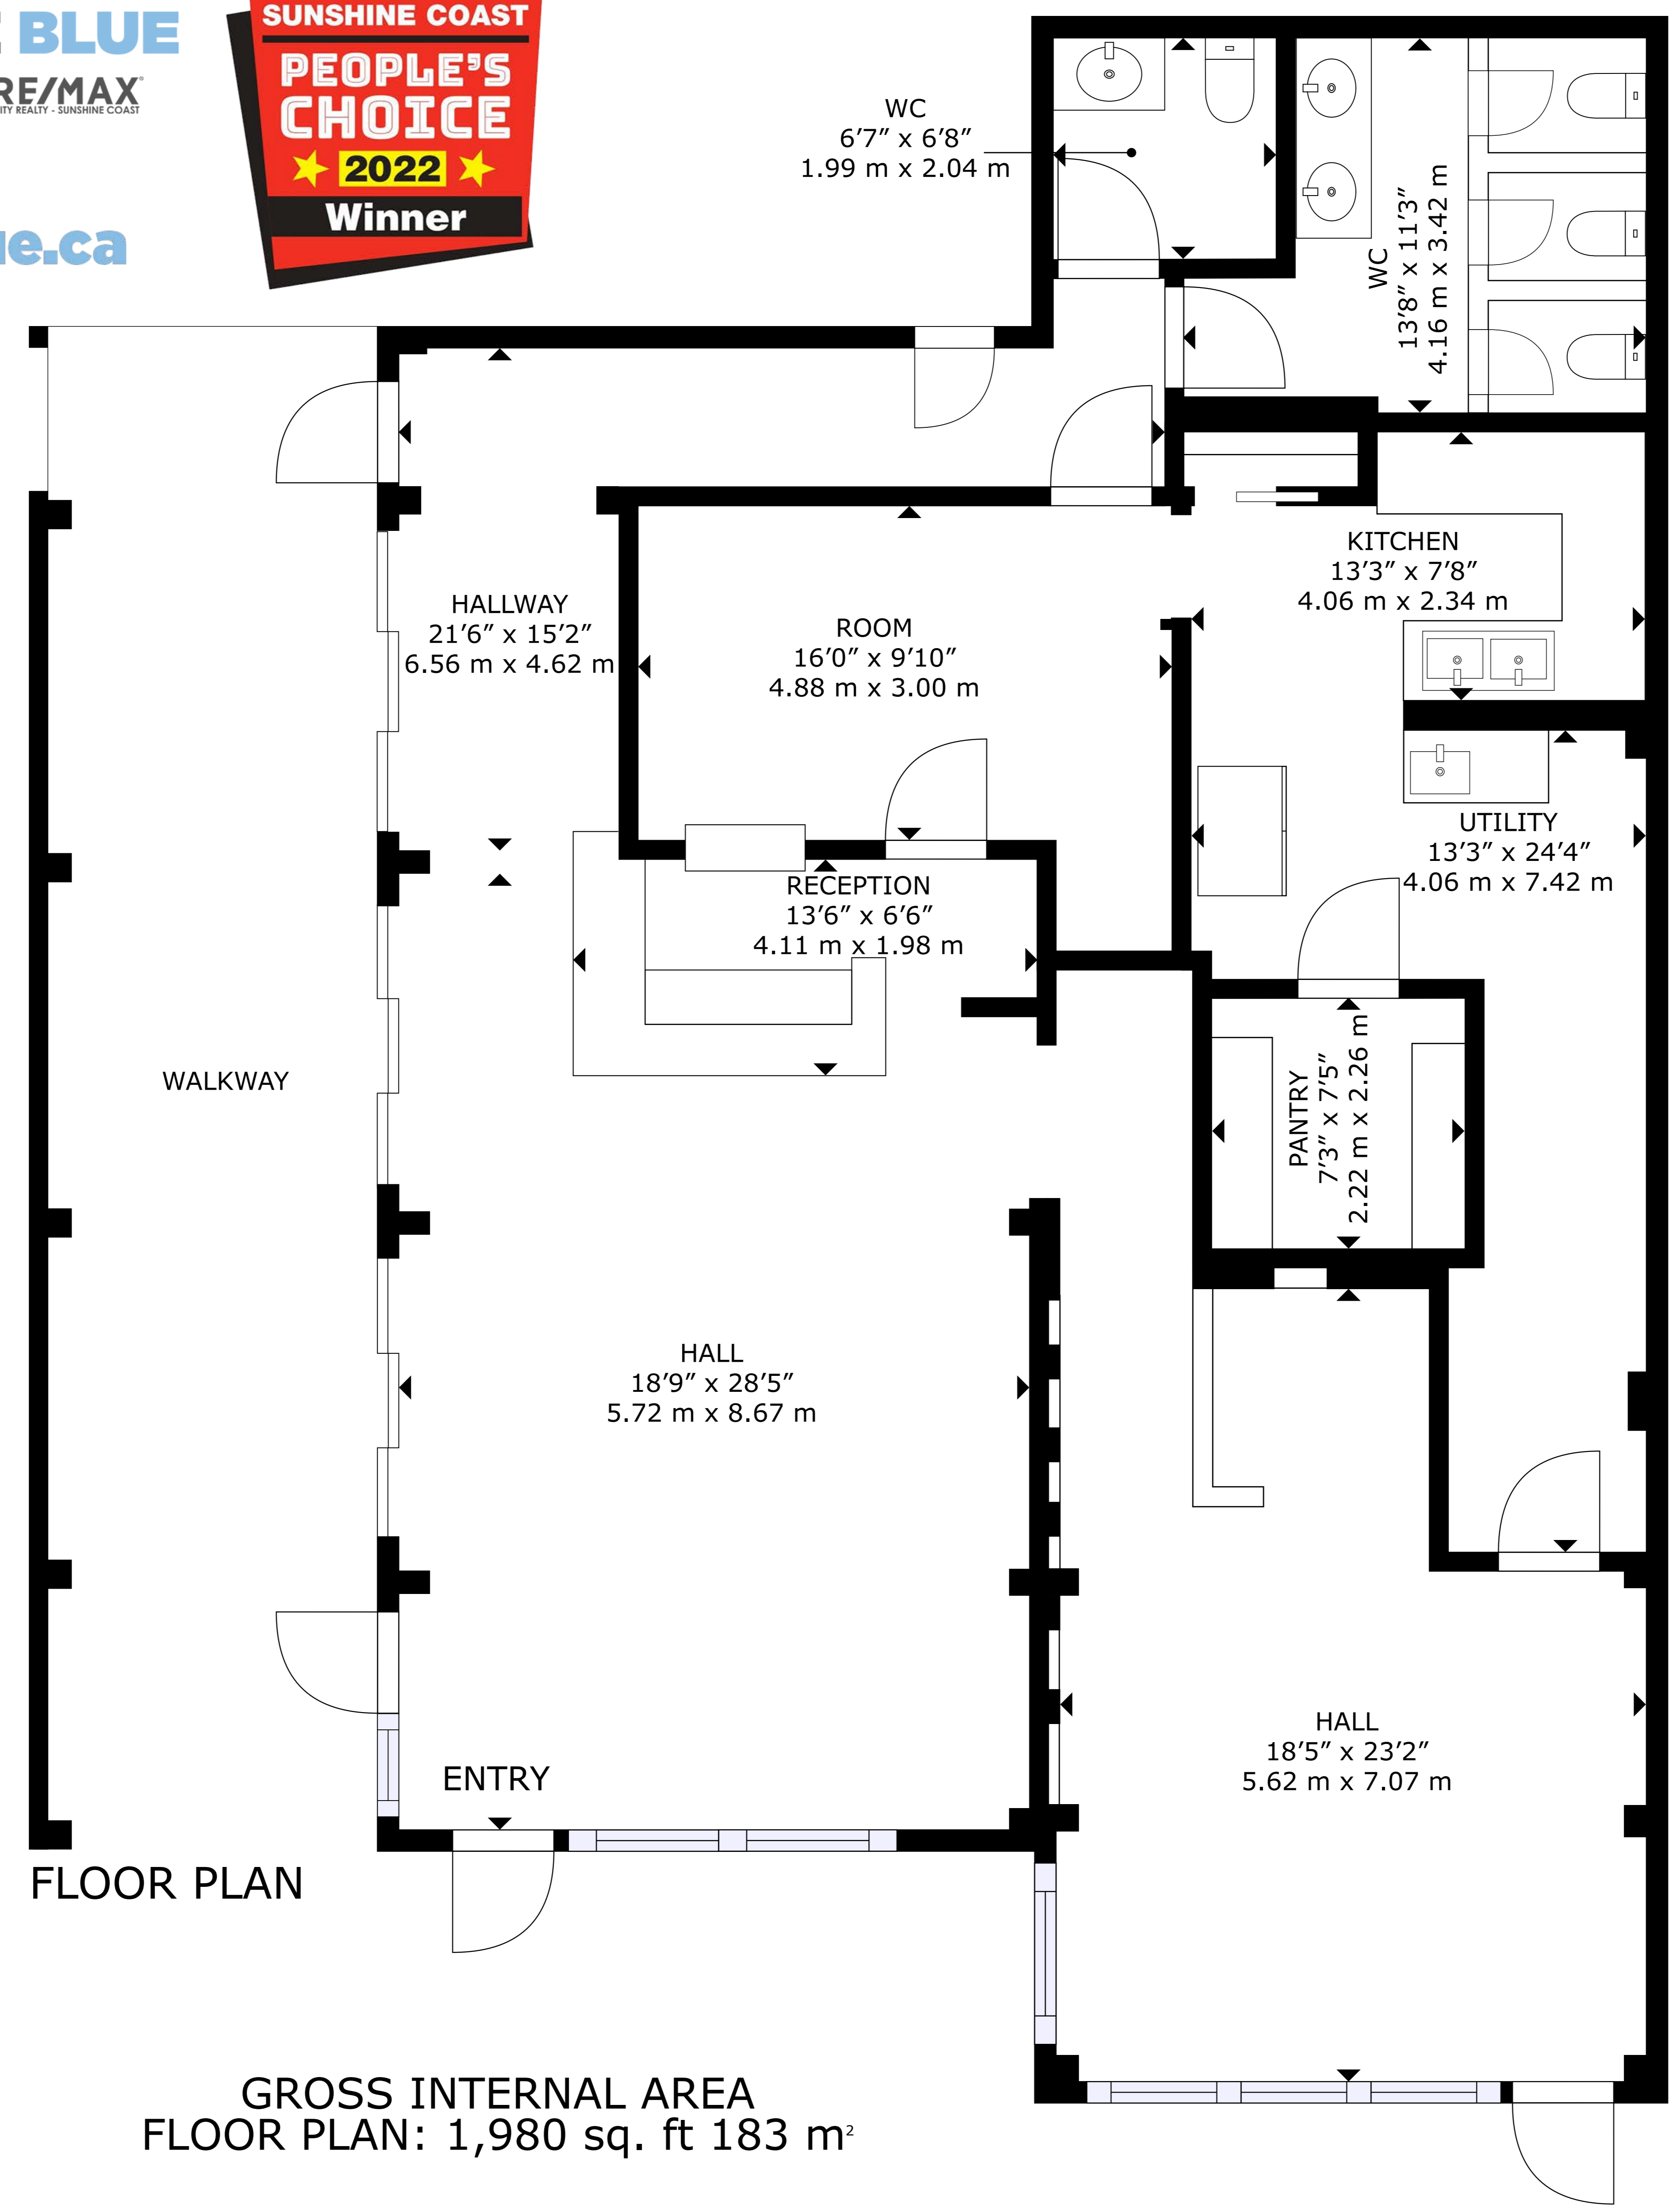 BLUE
RE/MAX
ITY REALTY - SUNSHINE COAST
ue.ca
SUNSHINE COAST
PEOPLE'S
CHOICE
2022
Winner
WC
6'7" x 6'8"
1.99 m x 2.04 m
WC
13'8" x 11'3"
4.16 m x 3.42 m
KITCHEN
13'3" x 7'8"
4.06 m x 2.34 m
HALLWAY
21'6" x 15'2"
6.56 m x 4.62 m
ROOM
16'0" x 9'10"
4.88 m x 3.00 m
UTILITY
13'3" x 24'4"
4.06 m x 7.42 m
RECEPTION
13'6" x 6'6"
4.11 m x 1.98 m
WALKWAY
PANTRY
7'3" x 7'5"
2.22 m x 2.26 m
HALL
18'9" x 28'5"
5.72 m x 8.67 m
HALL
18'5" x 23'2"
5.62 m x 7.07 m
ENTRY
FLOOR PLAN
GROSS INTERNAL AREA
FLOOR PLAN: 1,980 sq. ft 183 m²